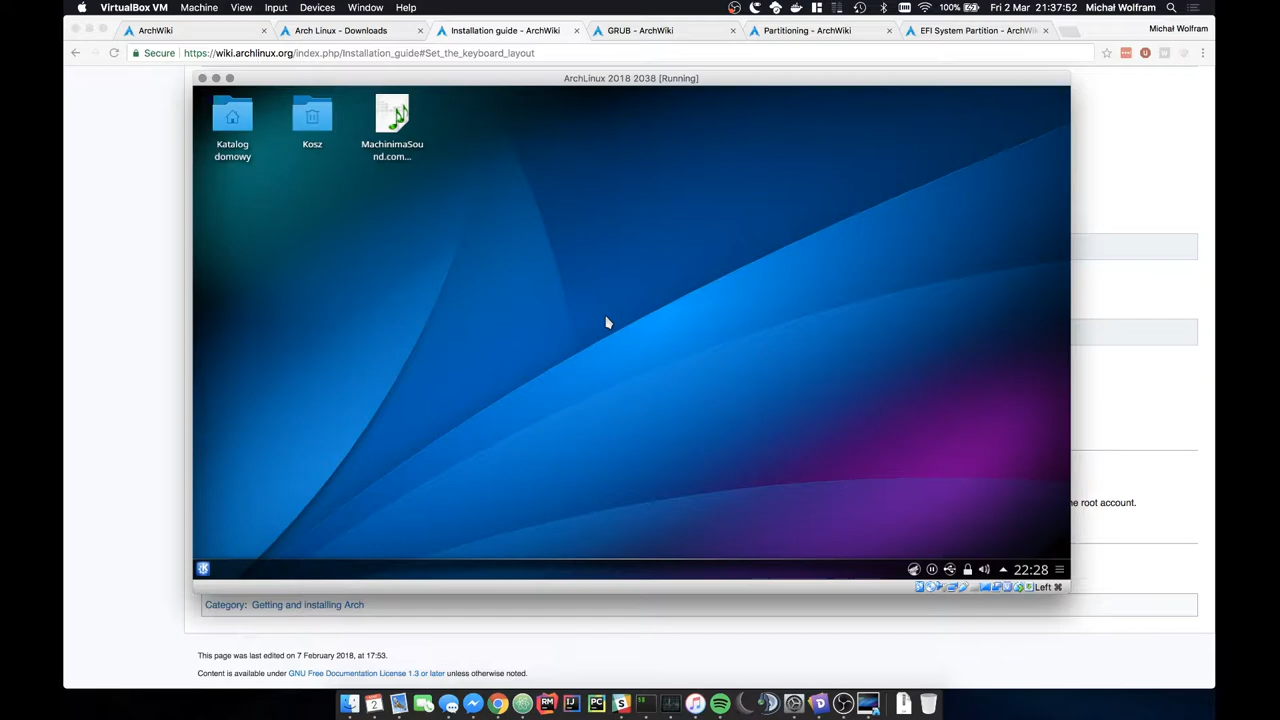 VirtualBox VM Machine View Input Devices Window Help 100% Fri 2 Mar 21:37:52 Michał Wolfram
ArchWiki Arch Linux - Downloads Installation guide - ArchWiki GRUB - ArchWiki Partitioning - ArchWiki EFI System Partition - ArchWi Michał Wolfram
Secure https://wiki.archlinux.org/index.php/Installation_guide#Set_the_keyboard_layout
ArchLinux 2018 2038 [Running]
Katalog domowy
Kosz
MachinimaSou
nd.com...
e root account.
22:28
Left ⌘
Category: Getting and installing Arch
This page was last edited on 7 February 2018, at 17:53.
Content is available under GNU Free Documentation License 1.3 or later unless otherwise noted.